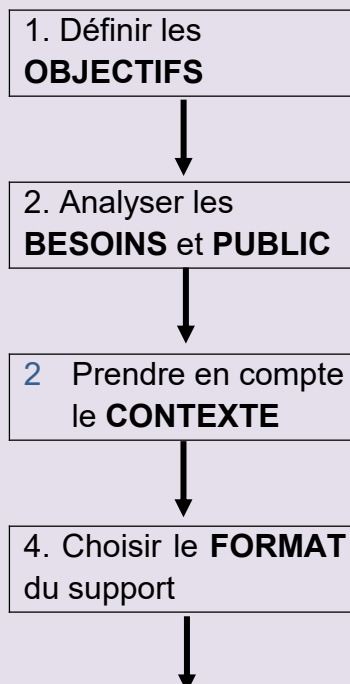 1. Définir les
OBJECTIFS
2. Analyser les
BESOINS et PUBLIC
2 Prendre en compte
le CONTEXTE
4. Choisir le FORMAT
du support